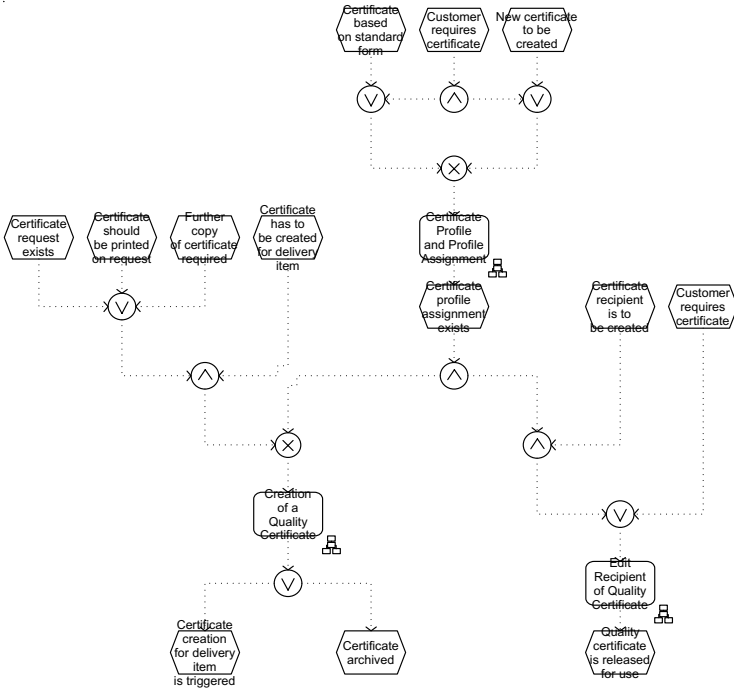 Certificate
based
on standard
form
Customer
requires
certificate
New certificate
to be
created
Certificate
request
exists
Certificate
should
be printed
on request
Further
copy
of certificate
required
Certificate
has to
be created
for delivery
item
Certificate
Profile
and Profile
Assignment
Certificate
profile
assignment
exists
Certificate
recipient
is to
be created
Customer
requires
certificate
Creation
of a
Quality
Certificate
Edit
Recipient
of Quality
Certificate
Certificate
creation
for delivery
item
is triggered
Certificate
archived
Quality
certificate
is released
for use